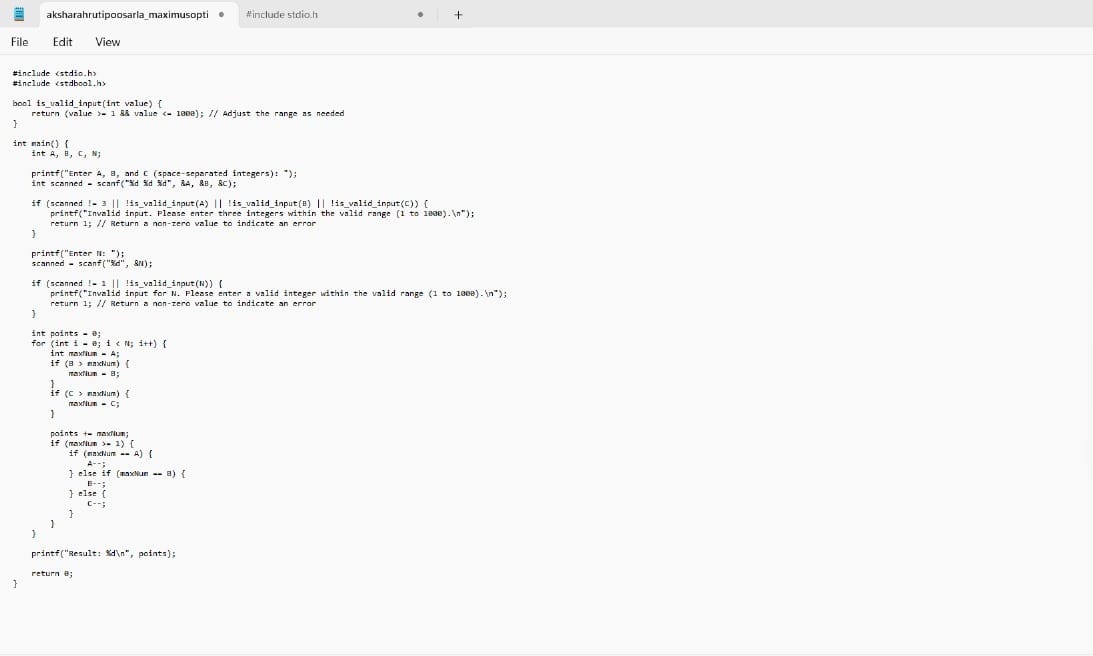 aksharahrutipoosarla_maximusopti
#include stdio.h
+
File Edit View
#include <stdio.h>
#include <stdbool.h>
bool is_valid_input(int value) {
return (value >= 1 && value <= 1000); // Adjust the range as needed
}
int main() {
int A, B, C, N;
printf("Enter A, B, and C (space-separated integers): ");
int scanned = scanf("%d %d %d", &A, &B, &C);
if (scanned != 3 || !is_valid_input(A) || !is_valid_input(B) || !is_valid_input(C)) {
printf("Invalid input. Please enter three integers within the valid range (1 to 1000).\n");
return 1; // Return a non-zero value to indicate an error
}
printf("Enter N: ");
scanned = scanf("%d", &N);
if (scanned != 1 || !is_valid_input(N)) {
printf("Invalid input for N. Please enter a valid integer within the valid range (1 to 1000).\n");
return 1; // Return a non-zero value to indicate an error
}
int points = 0;
for (int i = 0; i < N; i++) {
int maxNum = A;
if (B > maxNum) {
maxNum = B;
}
if (C > maxNum) {
maxNum = C;
}
points += maxNum;
if (maxNum >= 1) {
if (maxNum == A) {
A--;
} else if (maxNum == B) {
B--;
} else {
C--;
}
}
}
printf("Result: %d\n", points);
return 0;
}